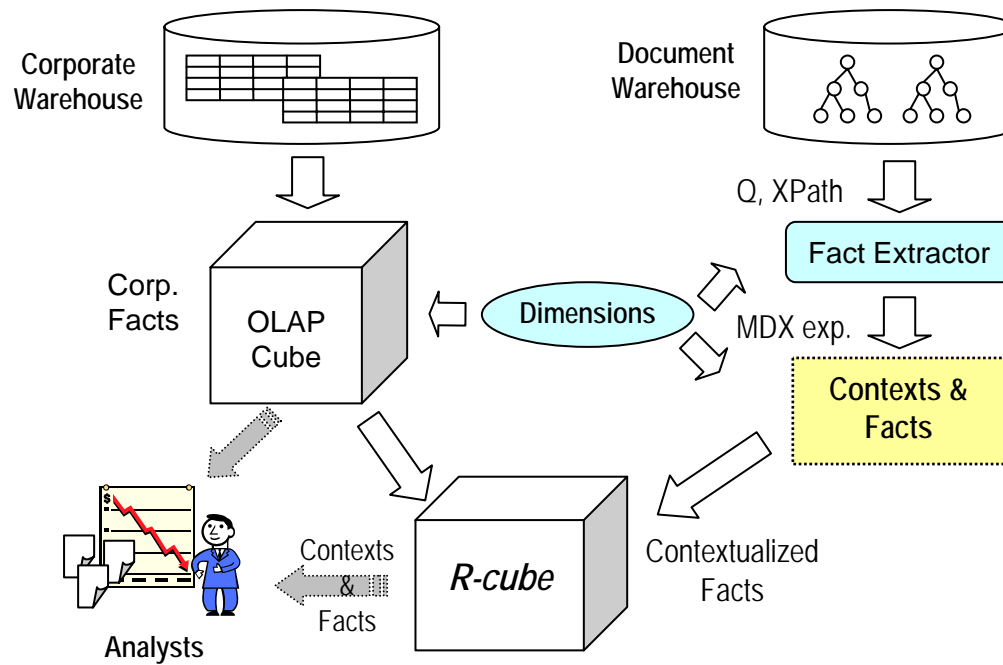 Corporate
Warehouse
Document
Warehouse
Q, XPath
Fact Extractor
Corp.
Facts
OLAP
Cube
Dimensions
MDX exp.
Contexts &
Facts
$
Contexts
&
Facts
R-cube
Contextualized
Facts
Analysts